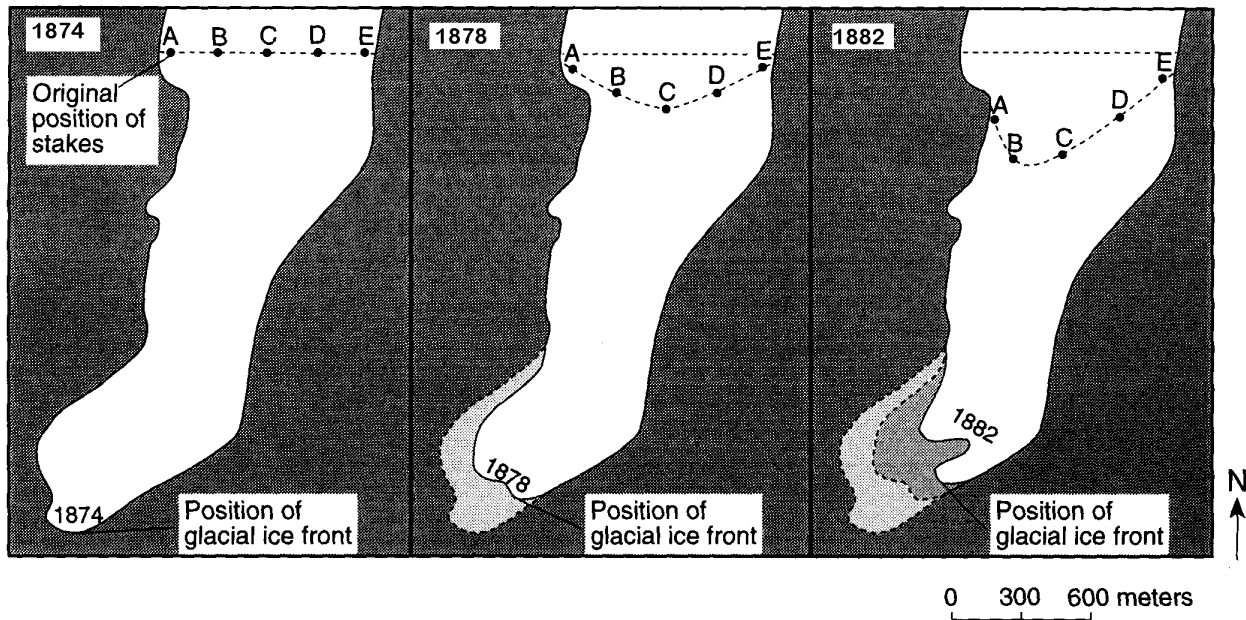 1874
A B C D E
Original
position of
stakes
1874
Position of
glacial ice front
1878
A
B
C
D
E
1878
Position of
glacial ice front
1882
A
B
C
D
E
1882
Position of
glacial ice front
N
0 300 600 meters